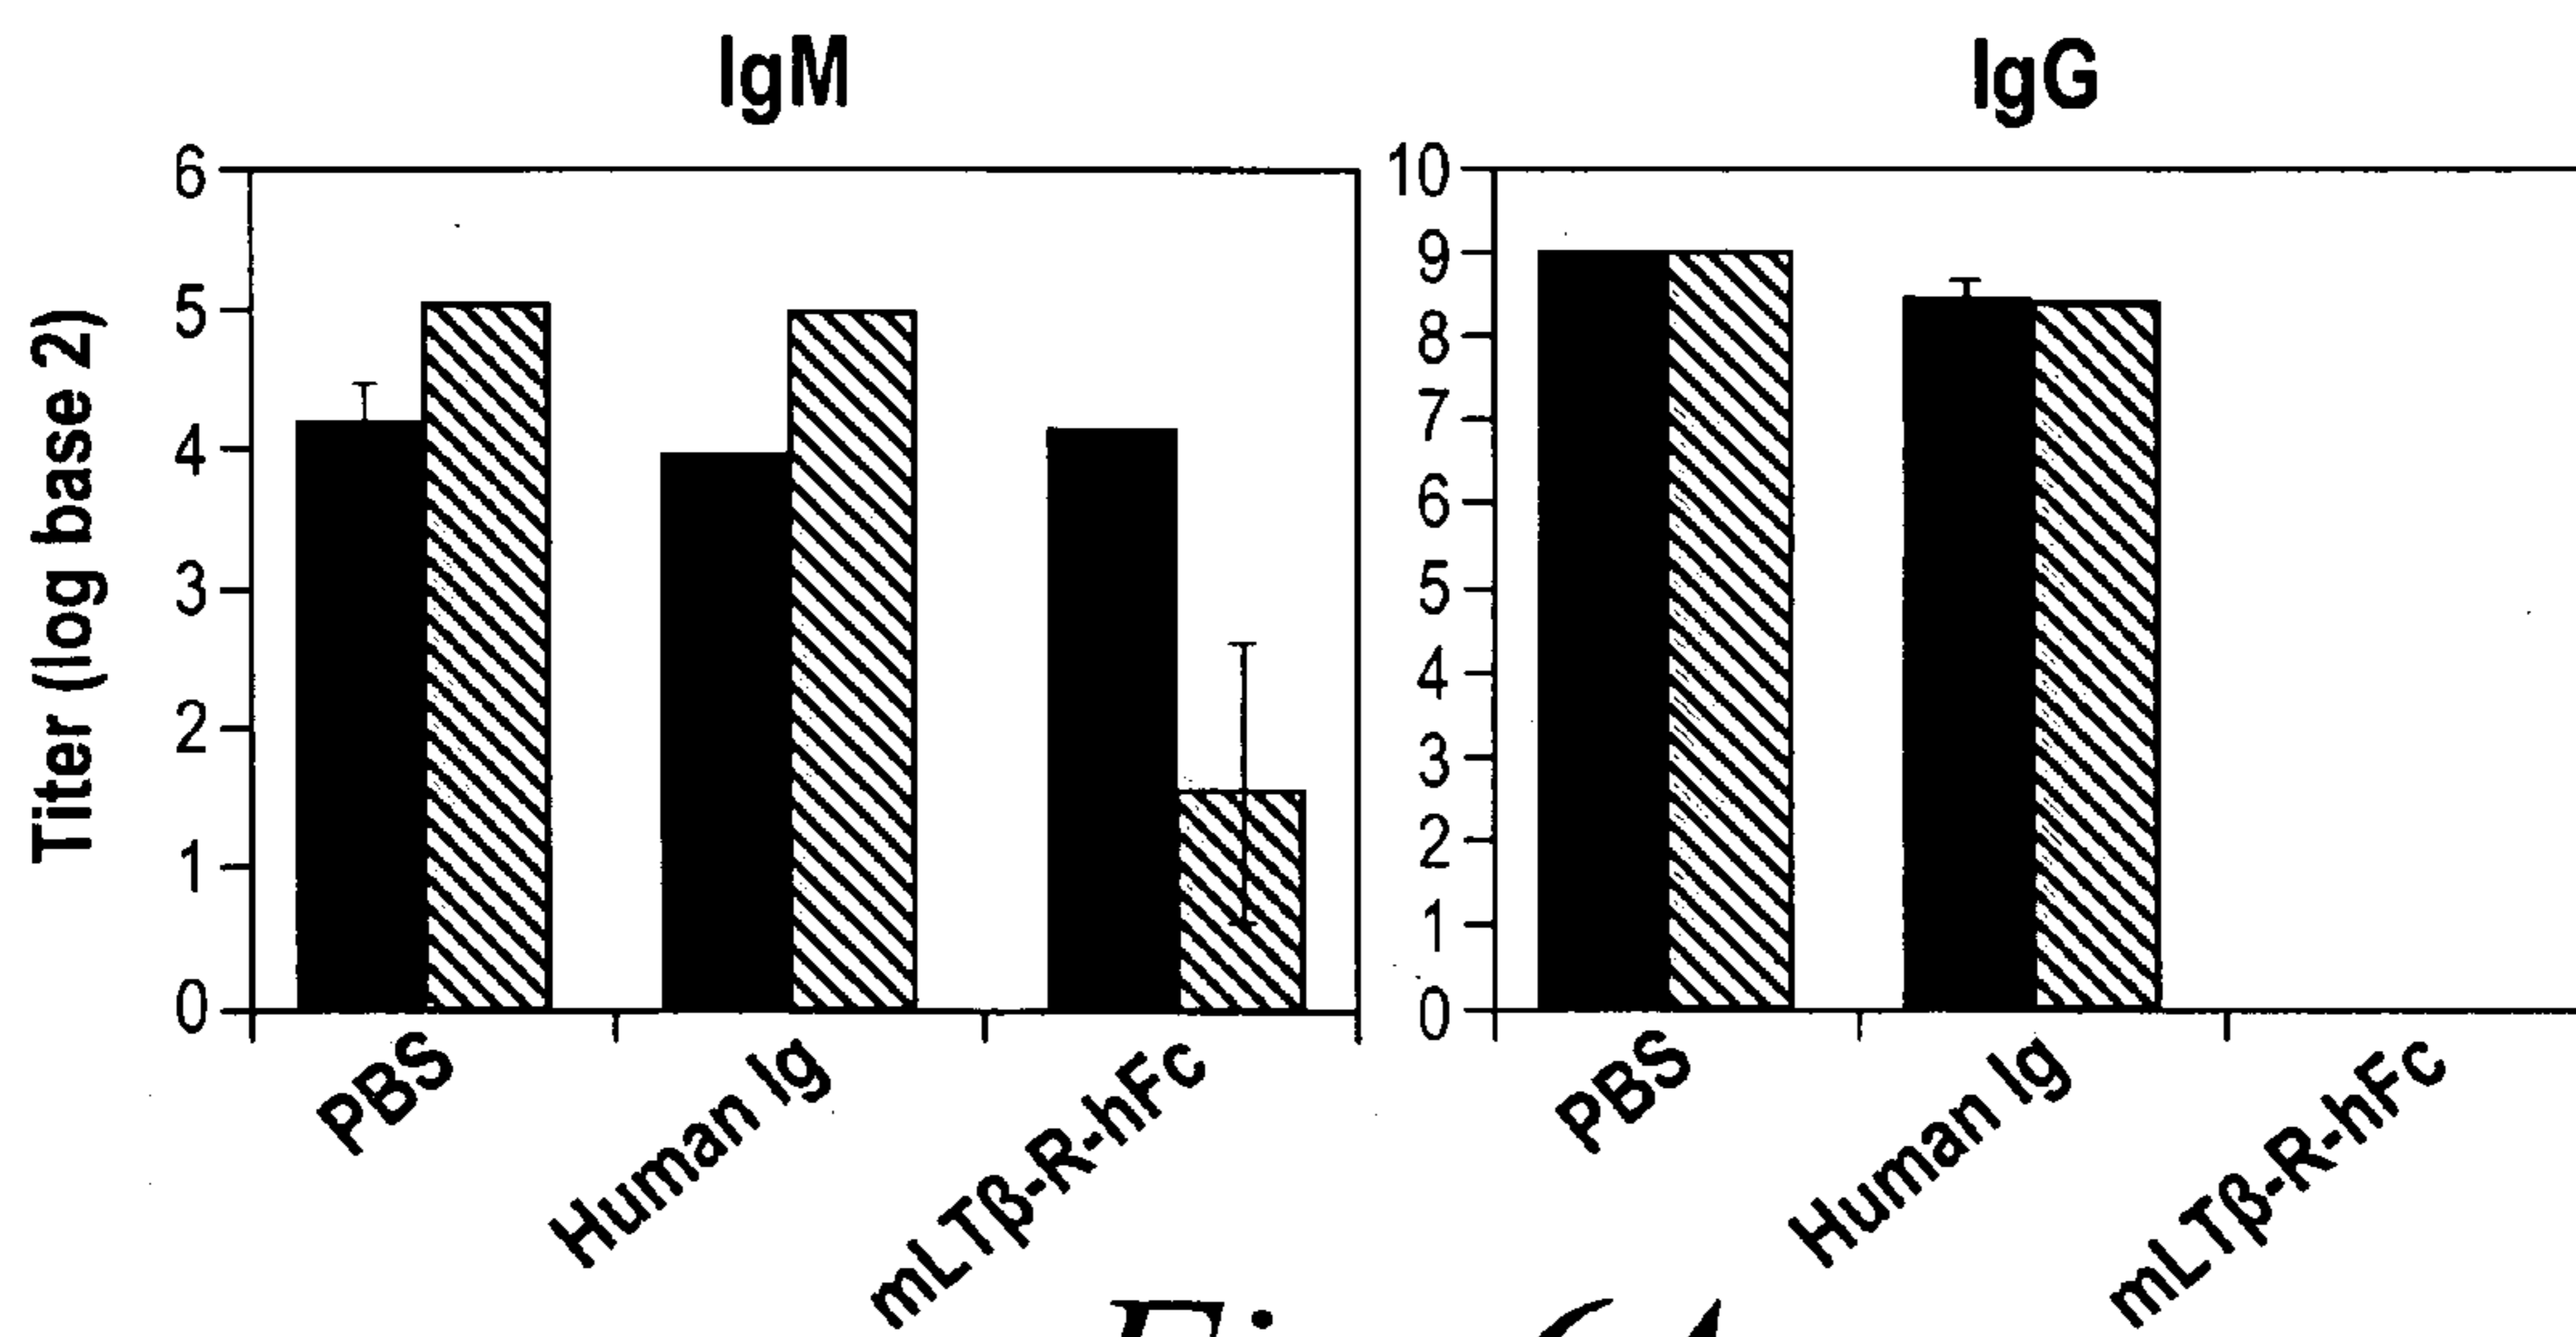 IgM
IgG
Titer (log base 2)
6
5
4
3
2
1
0
10
9
8
7
6
5
4
3
2
1
0
PBS
Human Ig
mLTβ-R-hFc
PBS
Human Ig
mLTβ-R-hFc